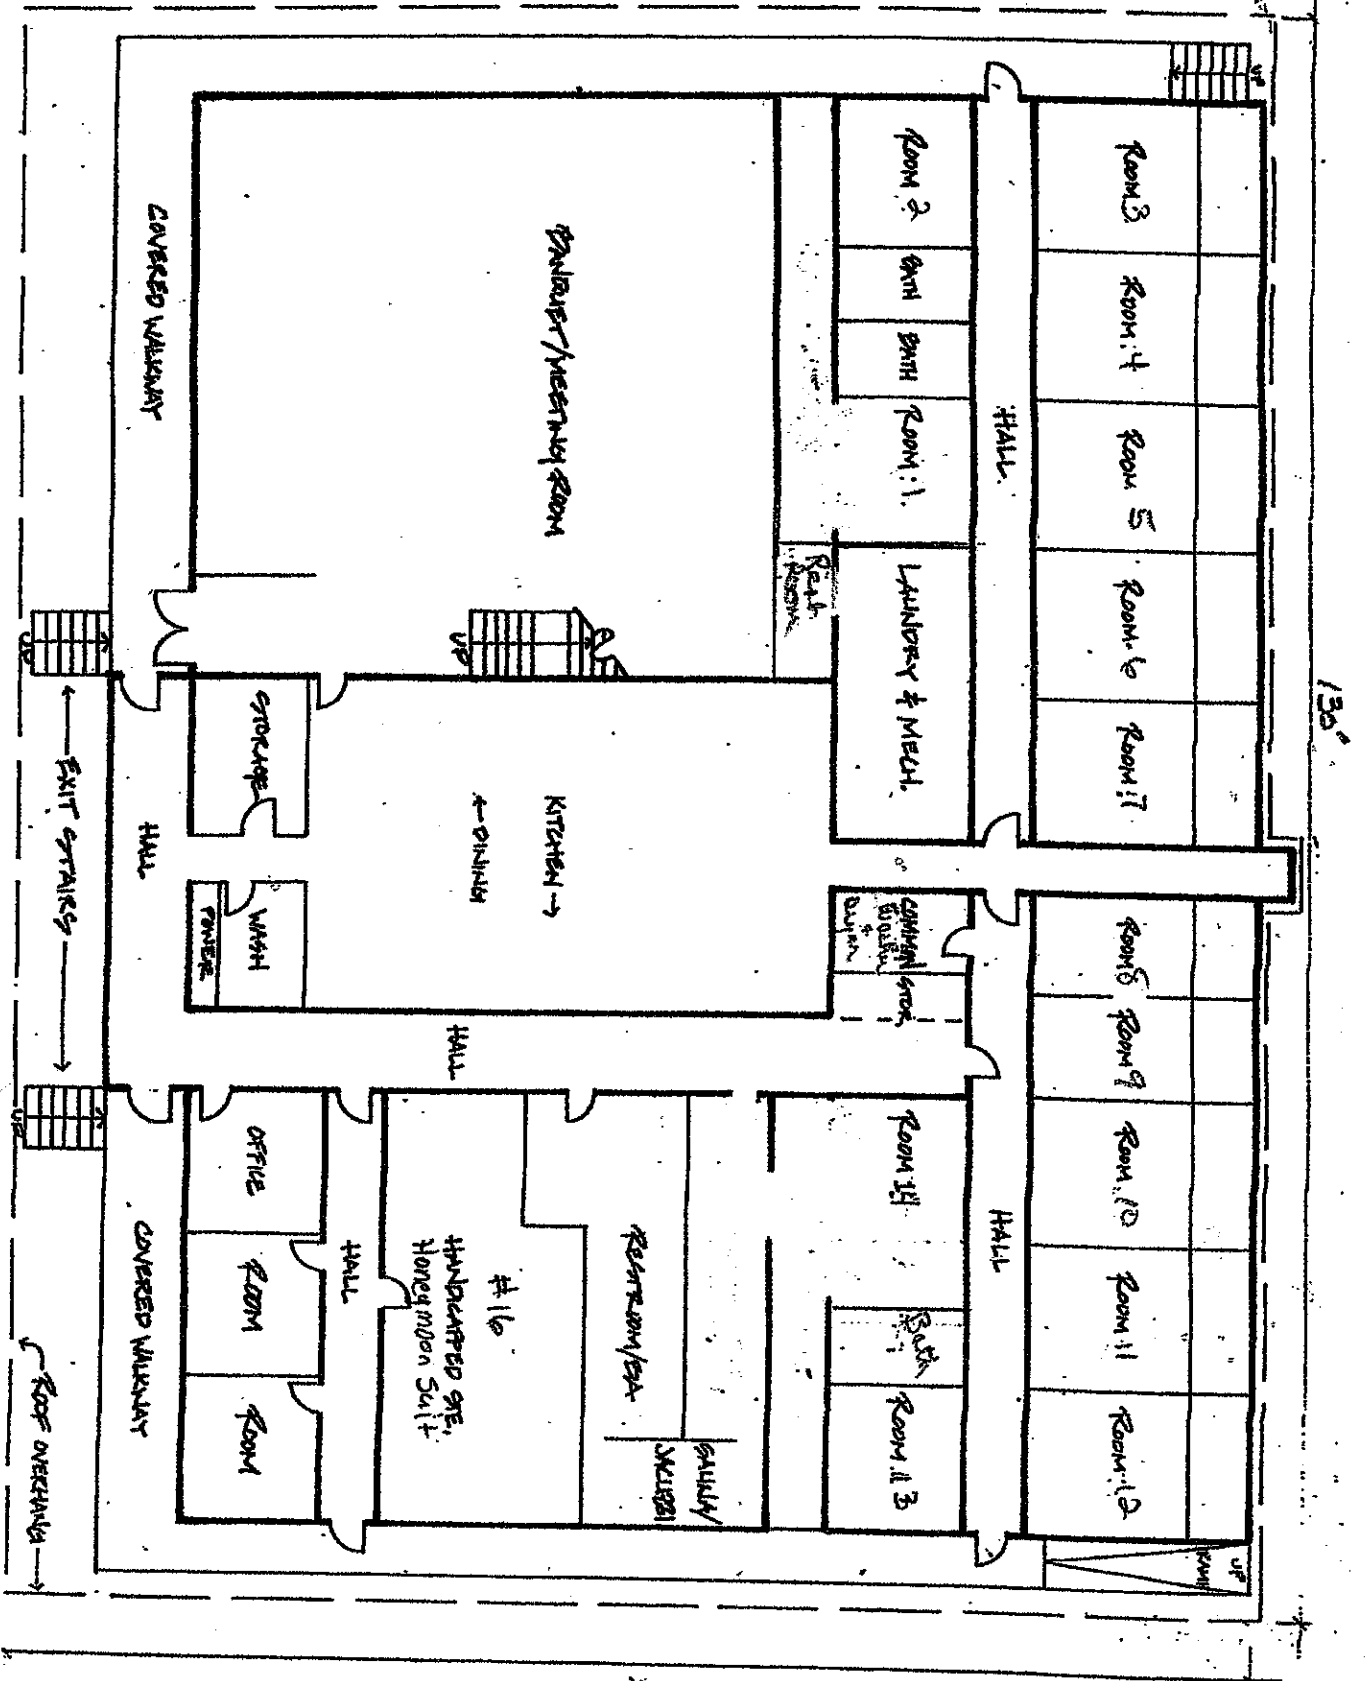 UP
130"
ROOM 3
ROOM 4
ROOM 5
ROOM 6
ROOM 7
ROOM 8
ROOM 9
ROOM 10
ROOM 11
ROOM 12
UP
RAMP
HALL
HALL
ROOM 2
BATH
BATH
ROOM 1
LAUNDRY & MECH.
COMMON STOR.
ROOM 14
Bath
ROOM 13
BANQUET/MEETING ROOM
UP
KITCHEN →
← DINING
HALL
RESTROOM/SPA
SAUNA/
JACUZZI
#16
HANDICAPPED STE.
Honeymoon Suit
HALL
STORAGE
WASH
POWDER
OFFICE
ROOM
ROOM
COVERED WALKWAY
HALL
COVERED WALKWAY
UP
← EXIT STAIRS →
UP
ROOF OVERHANG →